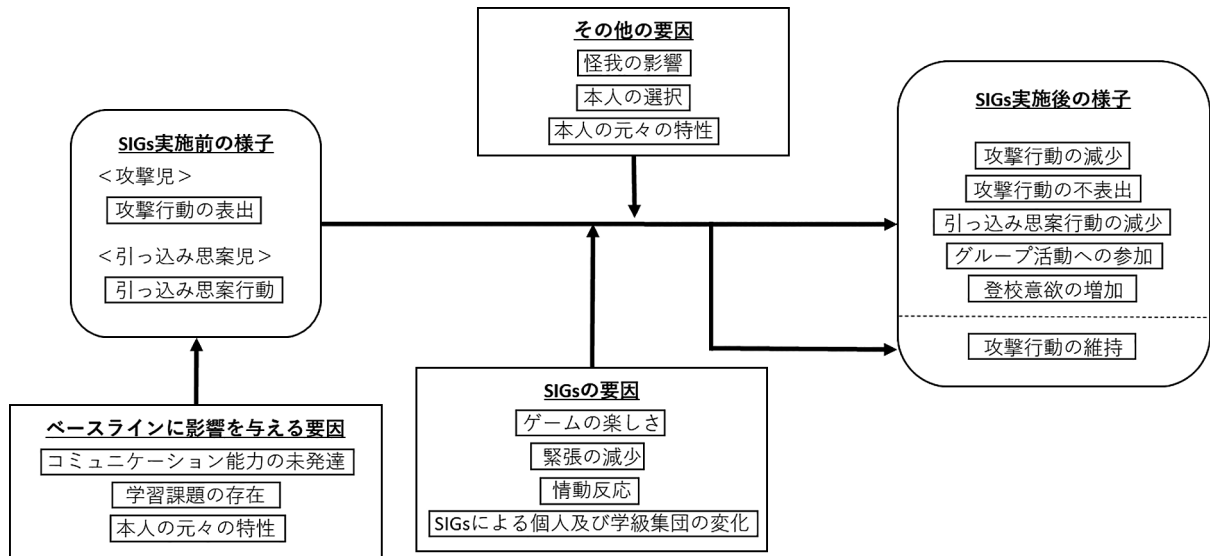 その他の要因
怪我の影響
本人の選択
本人の元々の特性
SIGs実施前の様子
＜攻撃児＞
攻撃行動の表出
＜引っ込み思案児＞
引っ込み思案行動
SIGs実施後の様子
攻撃行動の減少
攻撃行動の不表出
引っ込み思案行動の減少
グループ活動への参加
登校意欲の増加
攻撃行動の維持
ベースラインに影響を与える要因
コミュニケーション能力の未発達
学習課題の存在
本人の元々の特性
SIGsの要因
ゲームの楽しさ
緊張の減少
情動反応
SIGsによる個人及び学級集団の変化